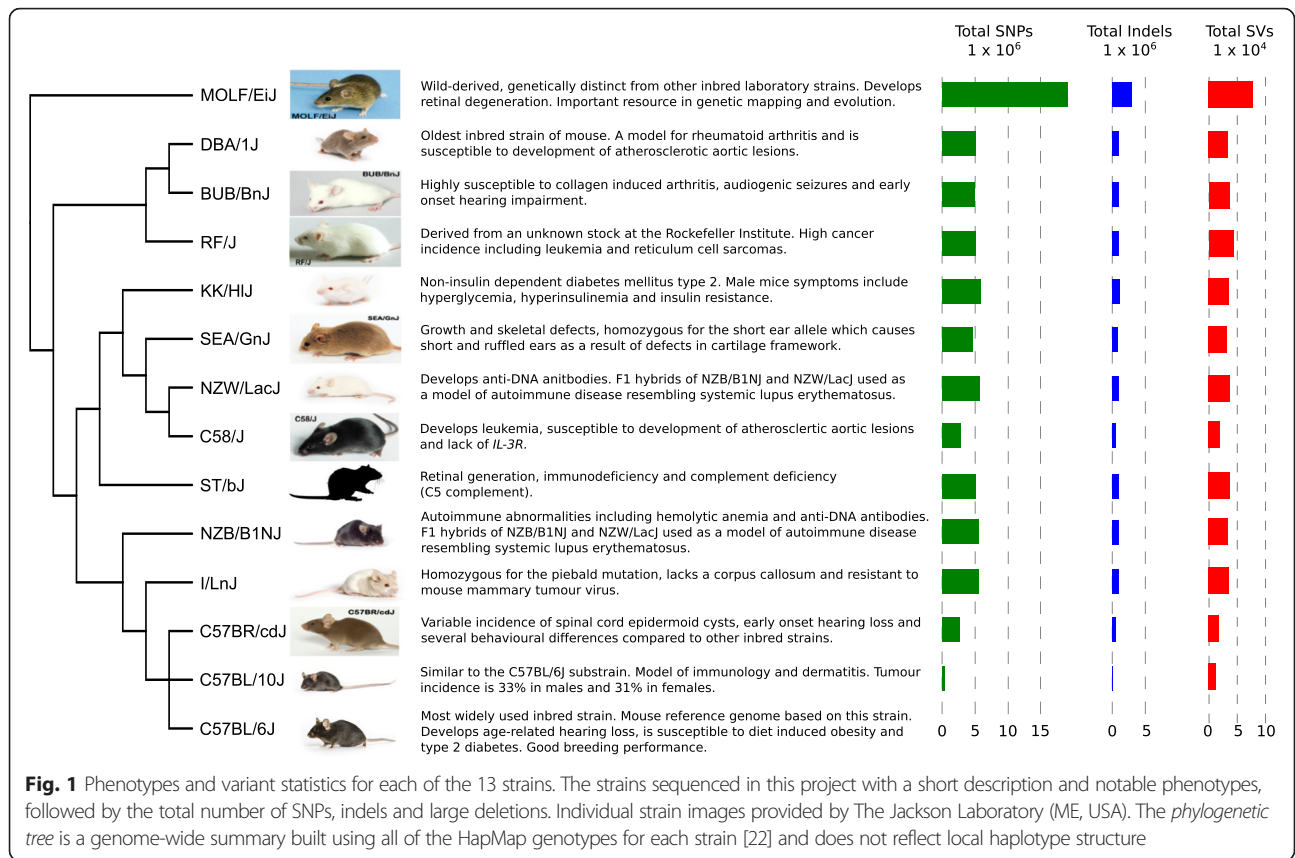 Total SNPs
1 x 10⁶
Total Indels
1 x 10⁶
Total SVs
1 x 10⁴
MOLF/EiJ
MOLF/EiJ
Wild-derived, genetically distinct from other inbred laboratory strains. Develops
retinal degeneration. Important resource in genetic mapping and evolution.
DBA/1J
Oldest inbred strain of mouse. A model for rheumatoid arthritis and is
susceptible to development of atherosclerotic aortic lesions.
BUB/BnJ
BUB/BnJ
Highly susceptible to collagen induced arthritis, audiogenic seizures and early
onset hearing impairment.
RF/J
RF/J
Derived from an unknown stock at the Rockefeller Institute. High cancer
incidence including leukemia and reticulum cell sarcomas.
KK/HIJ
Non-insulin dependent diabetes mellitus type 2. Male mice symptoms include
hyperglycemia, hyperinsulinemia and insulin resistance.
SEA/GnJ
SEA/GnJ
Growth and skeletal defects, homozygous for the short ear allele which causes
short and ruffled ears as a result of defects in cartilage framework.
NZW/LacJ
Develops anti-DNA anitbodies. F1 hybrids of NZB/B1NJ and NZW/LacJ used as
a model of autoimmune disease resembling systemic lupus erythematosus.
C58/J
C58/J
Develops leukemia, susceptible to development of atherosclertic aortic lesions
and lack of IL-3R.
ST/bJ
Retinal generation, immunodeficiency and complement deficiency
(C5 complement).
NZB/B1NJ
Autoimmune abnormalities including hemolytic anemia and anti-DNA antibodies.
F1 hybrids of NZB/B1NJ and NZW/LacJ used as a model of autoimmune disease
resembling systemic lupus erythematosus.
I/LnJ
Homozygous for the piebald mutation, lacks a corpus callosum and resistant to
mouse mammary tumour virus.
C57BR/cdJ
C57BR/cdJ
Variable incidence of spinal cord epidermoid cysts, early onset hearing loss and
several behavioural differences compared to other inbred strains.
C57BL/10J
Similar to the C57BL/6J substrain. Model of immunology and dermatitis. Tumour
incidence is 33% in males and 31% in females.
C57BL/6J
Most widely used inbred strain. Mouse reference genome based on this strain.
Develops age-related hearing loss, is susceptible to diet induced obesity and
type 2 diabetes. Good breeding performance.
0 5 10 15
0 5
0 5 10
Fig. 1 Phenotypes and variant statistics for each of the 13 strains. The strains sequenced in this project with a short description and notable phenotypes,
followed by the total number of SNPs, indels and large deletions. Individual strain images provided by The Jackson Laboratory (ME, USA). The phylogenetic
tree is a genome-wide summary built using all of the HapMap genotypes for each strain [22] and does not reflect local haplotype structure